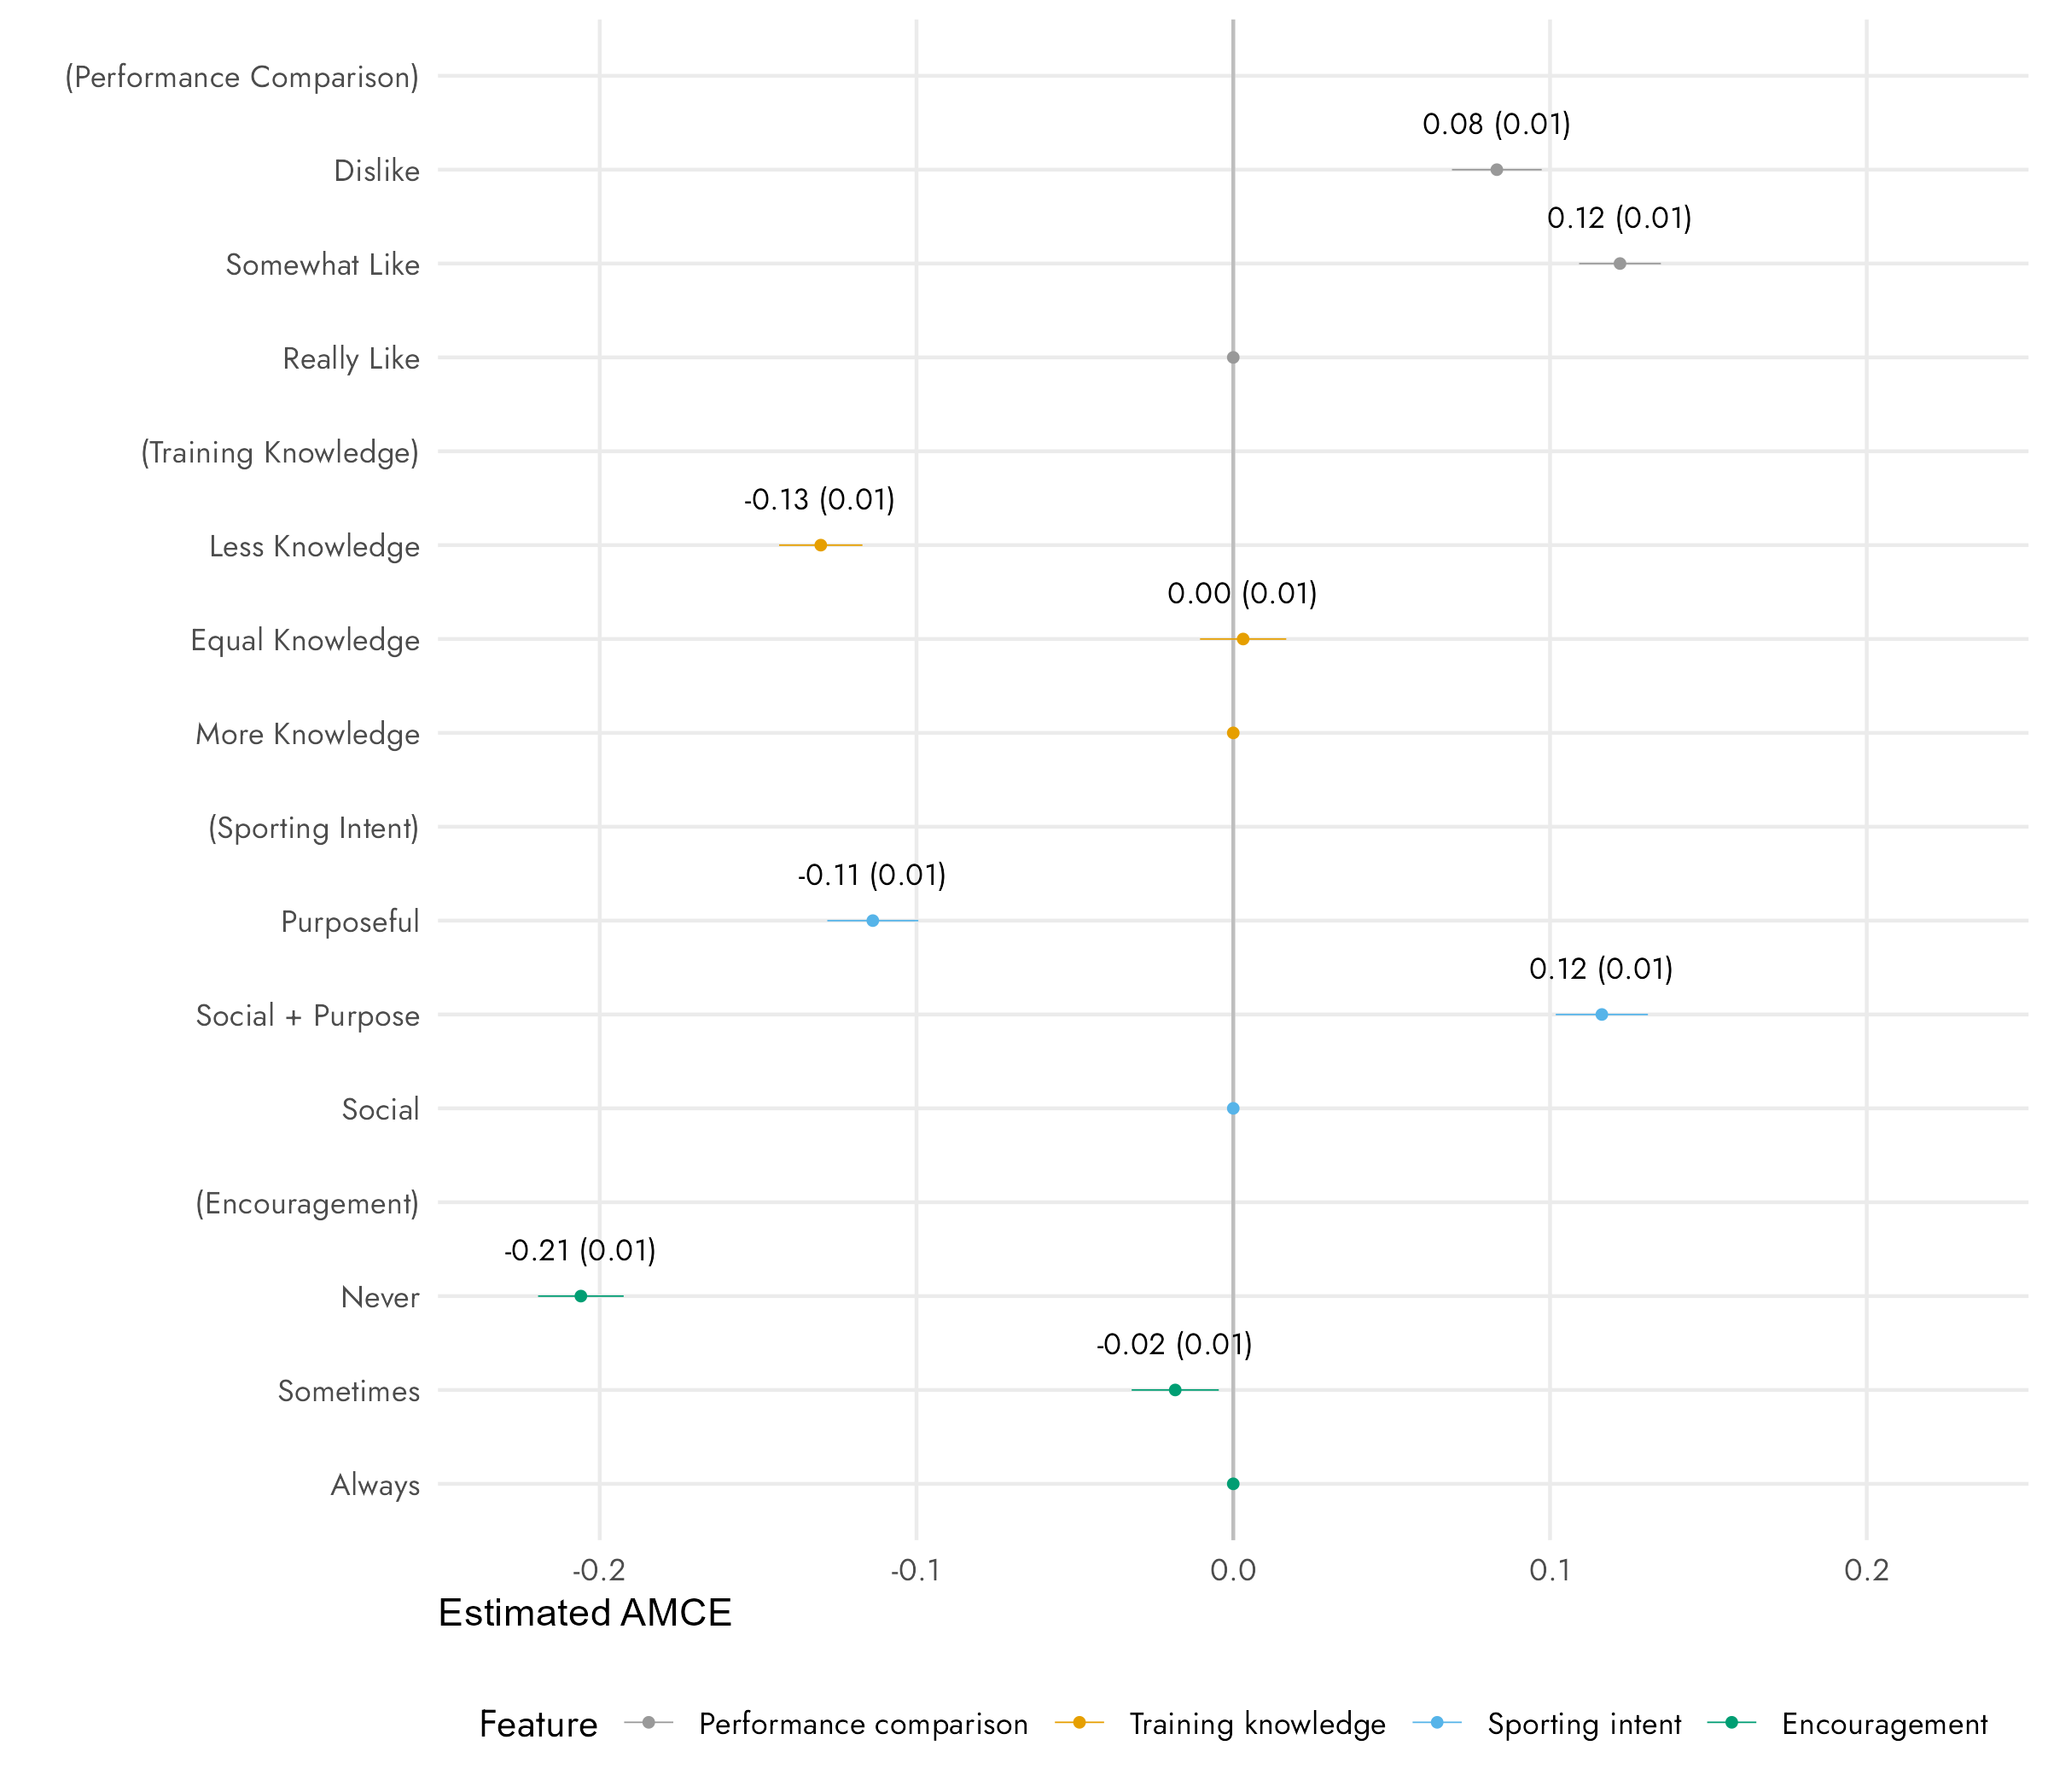 (Performance Comparison)
0.08 (0.01)
Dislike
0.12 (0.01)
Somewhat Like
Really Like
(Training Knowledge)
-0.13 (0.01)
Less Knowledge
0.00 (0.01)
Equal Knowledge
More Knowledge
(Sporting Intent)
-0.11 (0.01)
Purposeful
0.12 (0.01)
Social + Purpose
Social
(Encouragement)
-0.21 (0.01)
Never
-0.02 (0.01)
Sometimes
Always
-0.2 -0.1 0.0 0.1 0.2
Estimated AMCE
Feature Performance comparison Training knowledge Sporting intent Encouragement